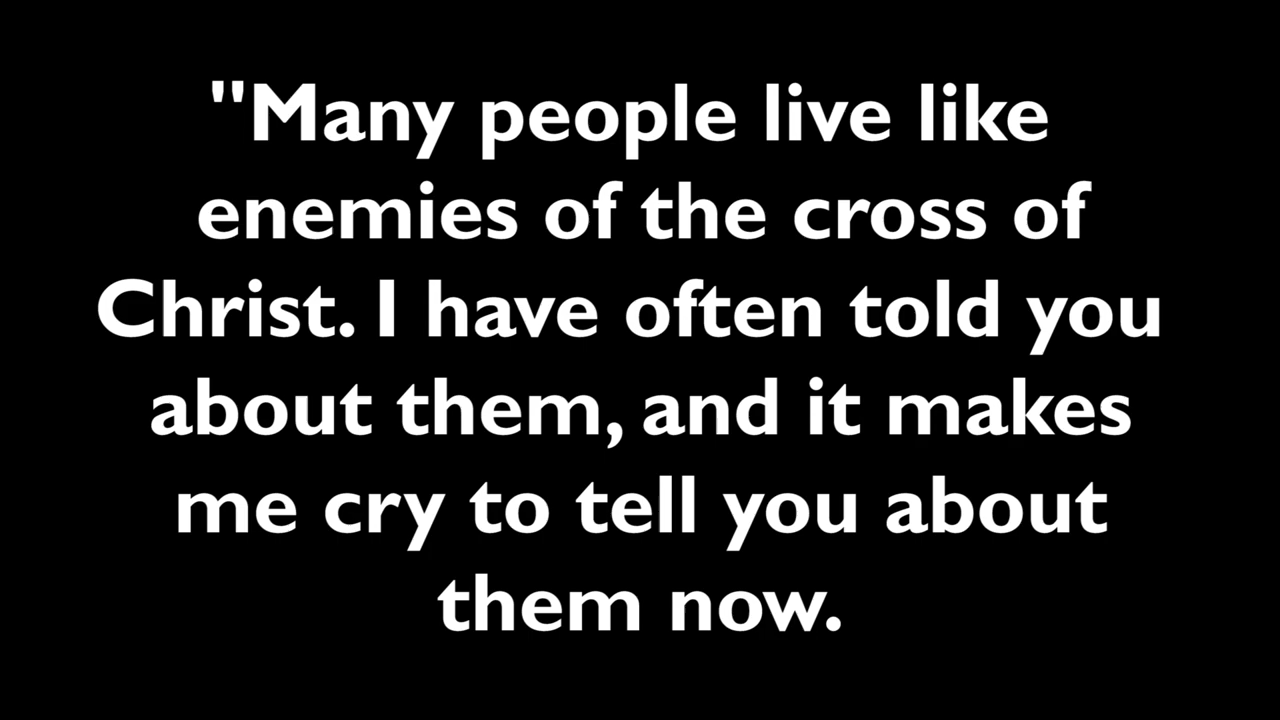 "Many people live like
enemies of the cross of
Christ. I have often told you
about them, and it makes
me cry to tell you about
them now.